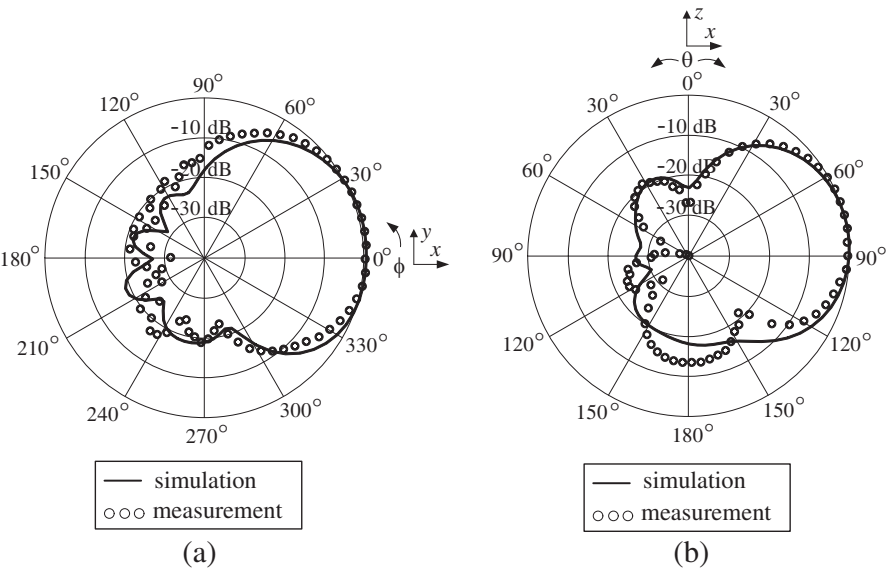 90°
120°
60°
150°
30°
180°
0°
210°
330°
240°
300°
270°
-10 dB
-20 dB
-30 dB
y
x
ϕ
simulation
measurement
(a)
z
x
θ
0°
30°
30°
60°
60°
90°
90°
120°
120°
150°
150°
180°
-10 dB
-20 dB
-30 dB
simulation
measurement
(b)